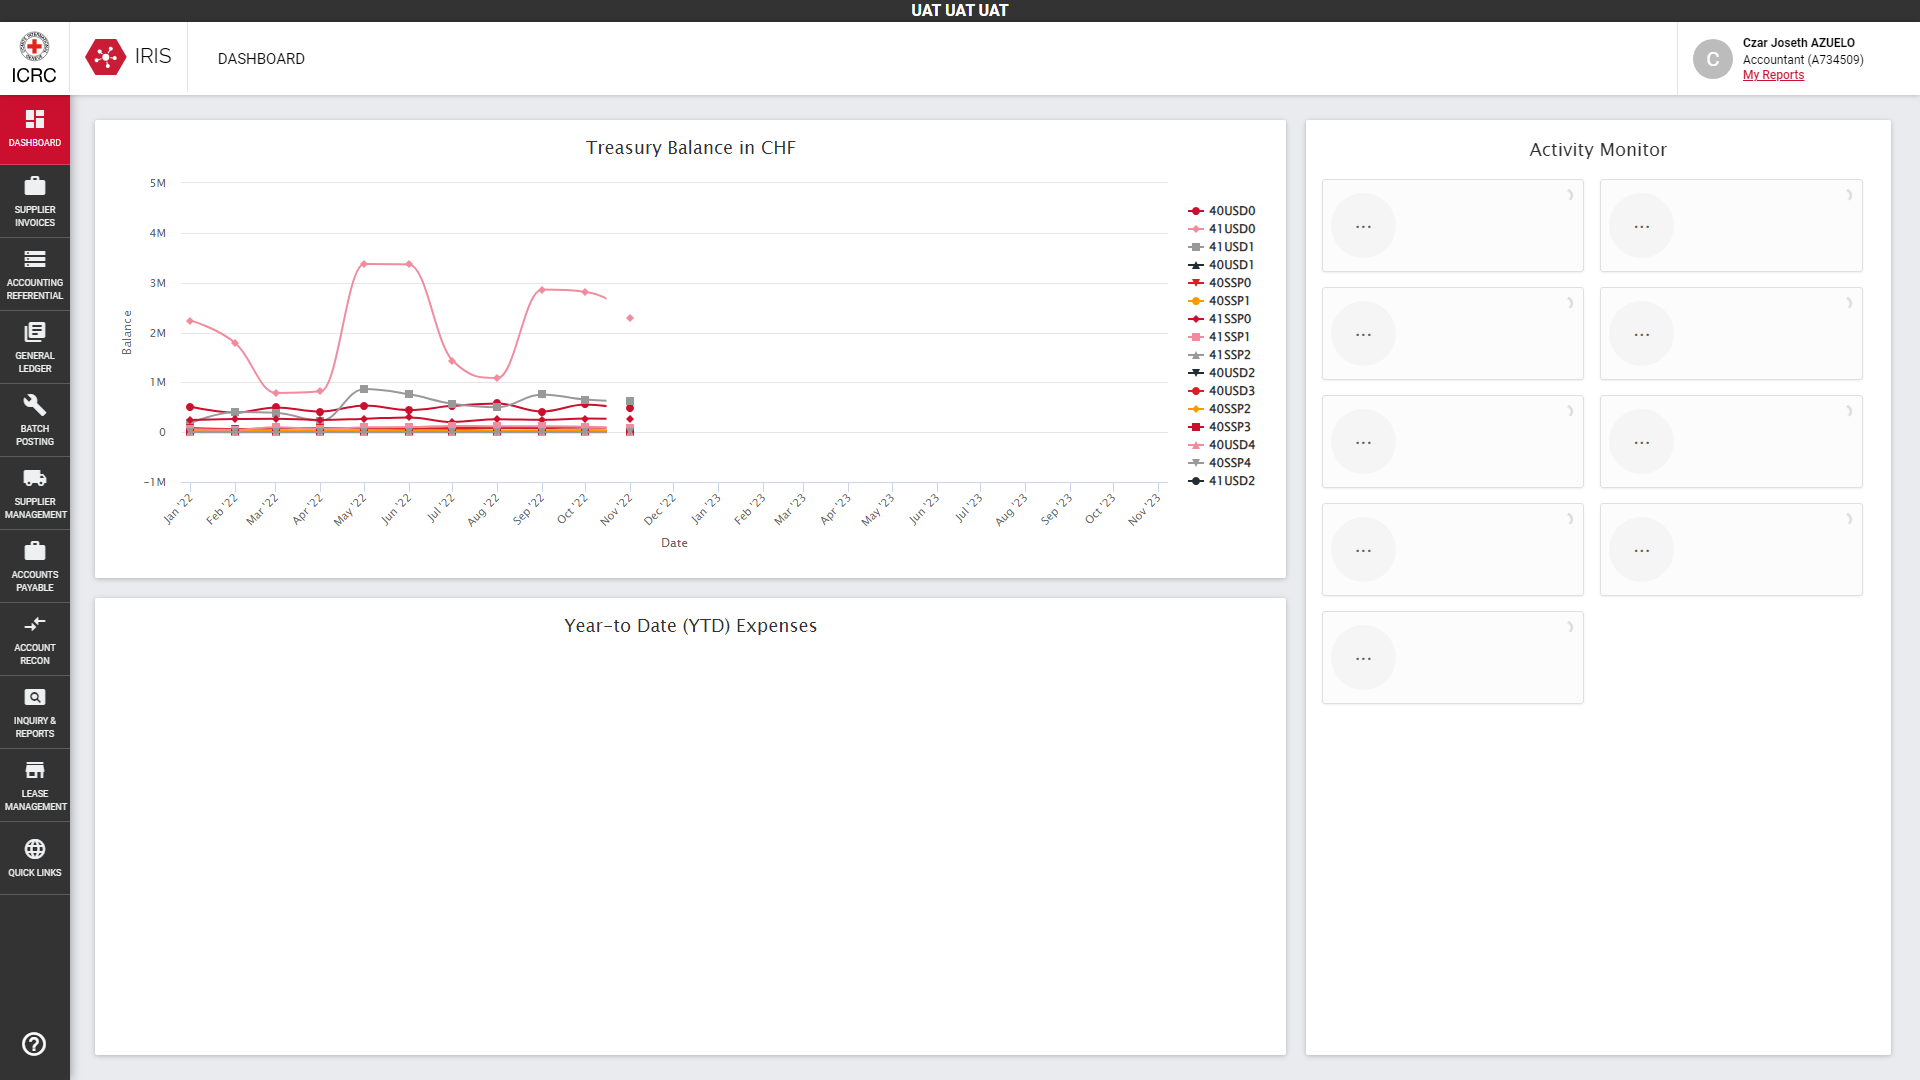 UAT UAT UAT
ICRC
IRIS
DASHBOARD
Czar Joseth AZUELO
Accountant (A734509)
My Reports
C
DASHBOARD
SUPPLIER
INVOICES
ACCOUNTING
REFERENTIAL
GENERAL
LEDGER
BATCH
POSTING
SUPPLIER
MANAGEMENT
ACCOUNTS
PAYABLE
ACCOUNT
RECON
INQUIRY &
REPORTS
LEASE
MANAGEMENT
QUICK LINKS
Treasury Balance in CHF
Balance
5M
4M
3M
2M
1M
0
-1M
Jan '22
Feb '22
Mar '22
Apr '22
May '22
Jun '22
Jul '22
Aug '22
Sep '22
Oct '22
Nov '22
Dec '22
Jan '23
Feb '23
Mar '23
Apr '23
May '23
Jun '23
Jul '23
Aug '23
Sep '23
Oct '23
Nov '23
Date
40USD0
41USD0
41USD1
40USD1
40SSP0
40SSP1
41SSP0
41SSP1
41SSP2
40USD2
40USD3
40SSP2
40SSP3
40USD4
40SSP4
41USD2
Year-to Date (YTD) Expenses
Activity Monitor
...
...
...
...
...
...
...
...
...